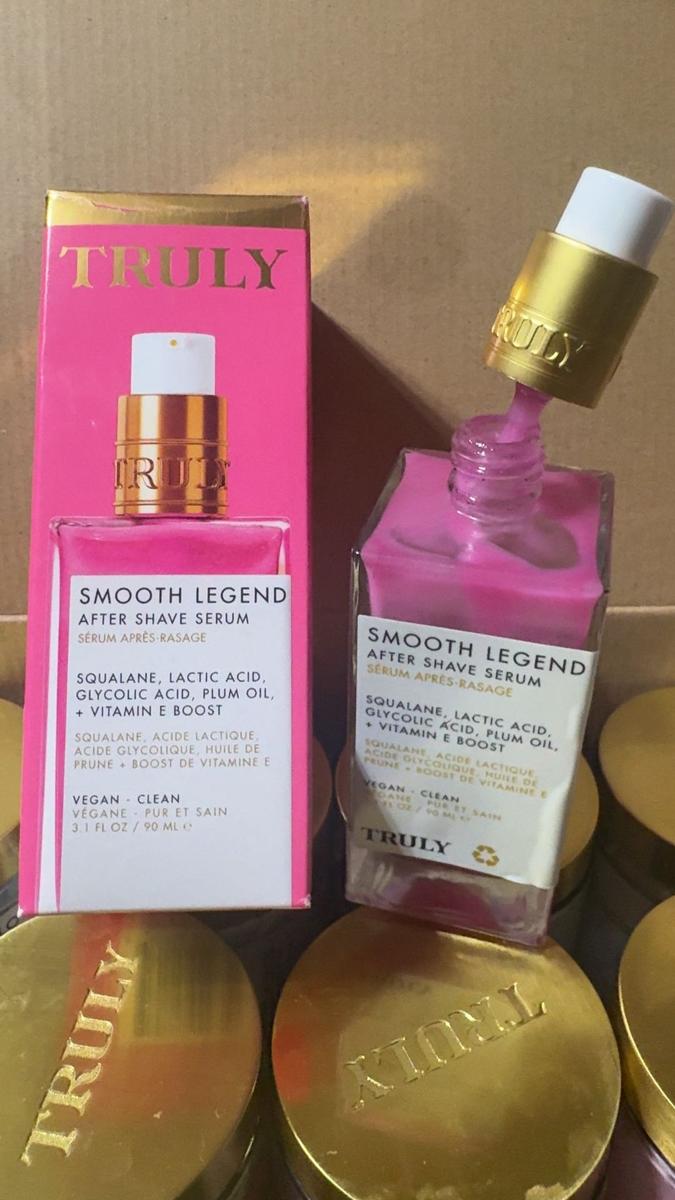 TRULY
TRULY
SMOOTH LEGEND
AFTER SHAVE SERUM
SÉRUM APRÈS-RASAGE
SQUALANE, LACTIC ACID,
GLYCOLIC ACID, PLUM OIL,
+ VITAMIN E BOOST
SQUALANE, ACIDE LACTIQUE,
ACIDE GLYCOLIQUE, HUILE DE
PRUNE + BOOST DE VITAMINE E
VEGAN - CLEAN
VÉGANE - PUR ET SAIN
3.1 FL OZ / 90 ML ℮
TRULY
SMOOTH LEGEND
AFTER SHAVE SERUM
SÉRUM APRÈS-RASAGE
SQUALANE, LACTIC ACID,
GLYCOLIC ACID, PLUM OIL,
+ VITAMIN E BOOST
SQUALANE, ACIDE LACTIQUE,
ACIDE GLYCOLIQUE, HUILE DE
PRUNE + BOOST DE VITAMINE E
VEGAN - CLEAN
VÉGANE - PUR ET SAIN
FL OZ / 90 ML ℮
TRULY
TRULY
TRULY